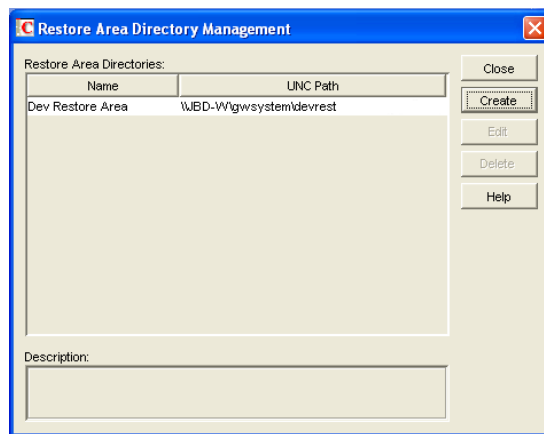 C Restore Area Directory Management
Restore Area Directories:
Name UNC Path
Dev Restore Area \\JBD-W\gwsystem\devrest
Close
Create
Edit
Delete
Help
Description: